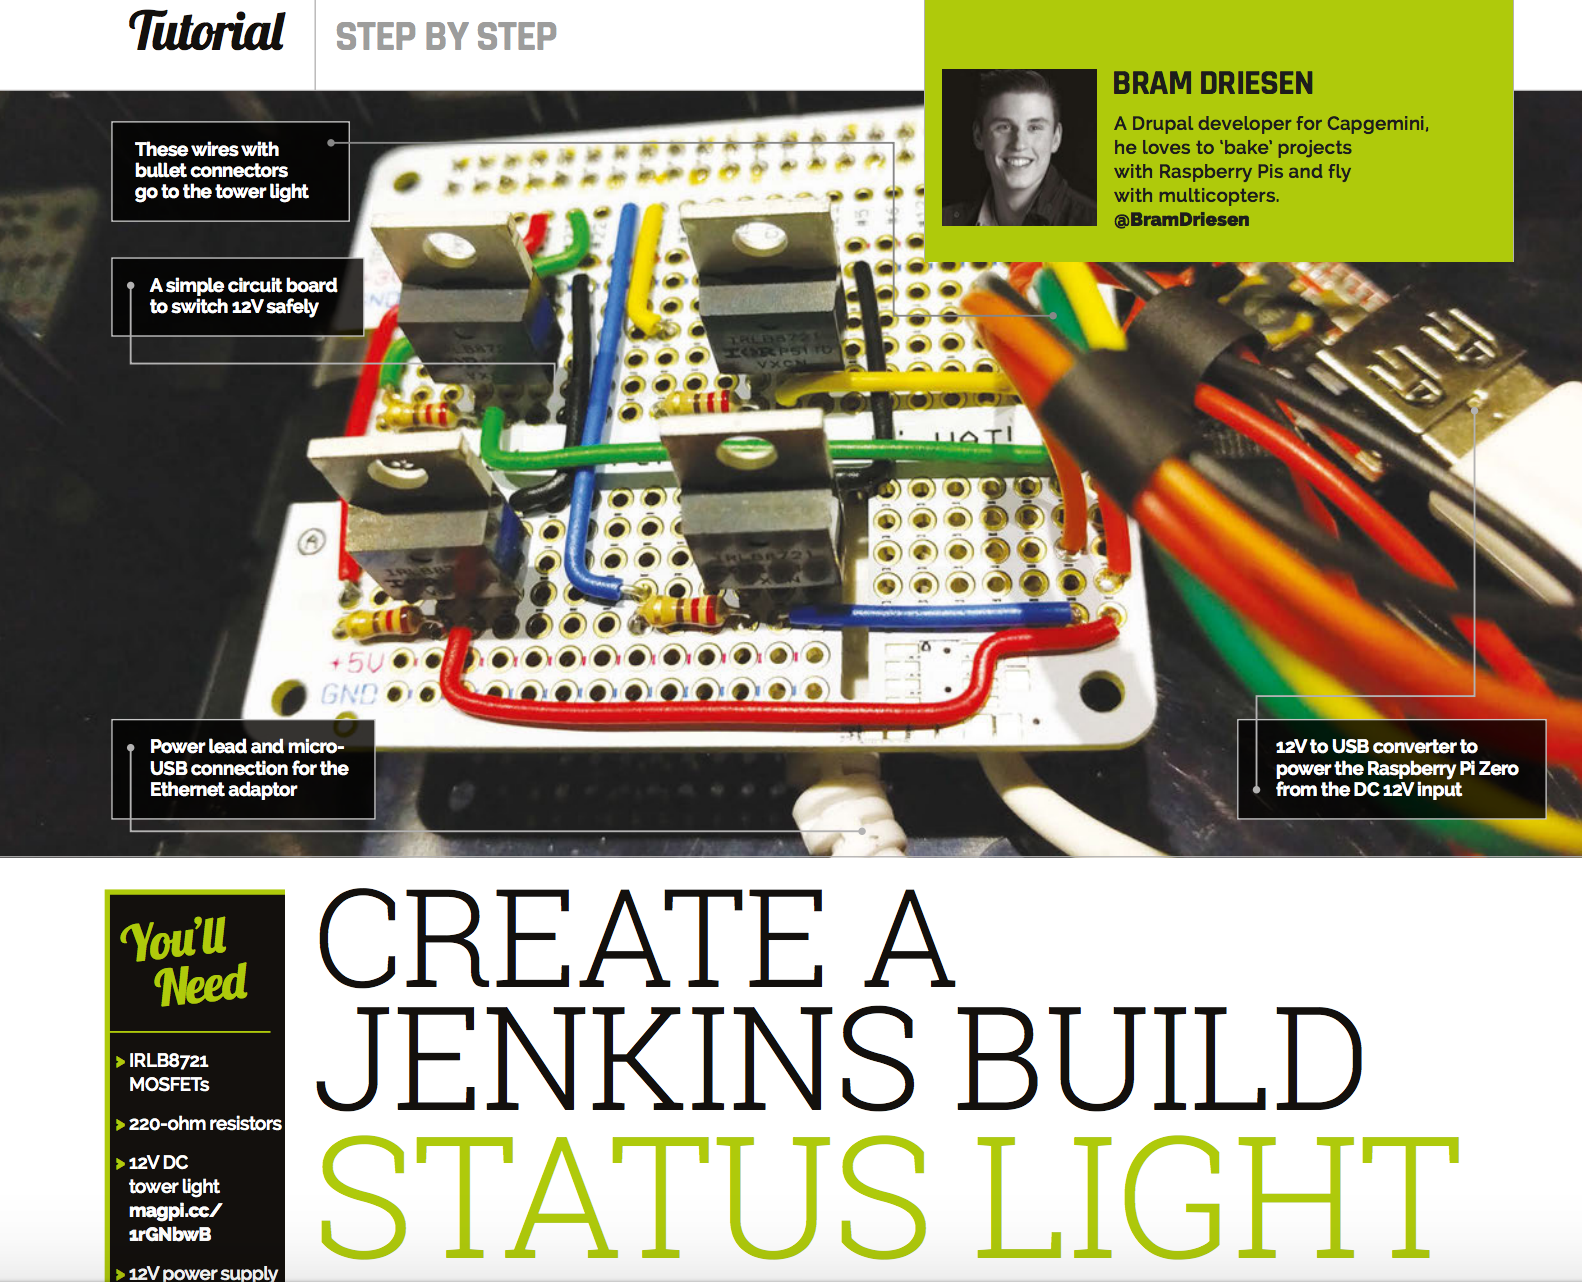 Tutorial
STEP BY STEP
BRAM DRIESEN
A Drupal developer for Capgemini,
he loves to ‘bake’ projects
with Raspberry Pis and fly
with multicopters.
@BramDriesen
These wires with
bullet connectors
go to the tower light
A simple circuit board
to switch 12V safely
IRLB8721
A
+5V
GND
Power lead and micro-
USB connection for the
Ethernet adaptor
12V to USB converter to
power the Raspberry Pi Zero
from the DC 12V input
You’ll
Need
> IRLB8721
MOSFETs
> 220-ohm resistors
> 12V DC
tower light
magpi.cc/
1rGNbwB
> 12V power supply
CREATE A
JENKINS BUILD
STATUS LIGHT